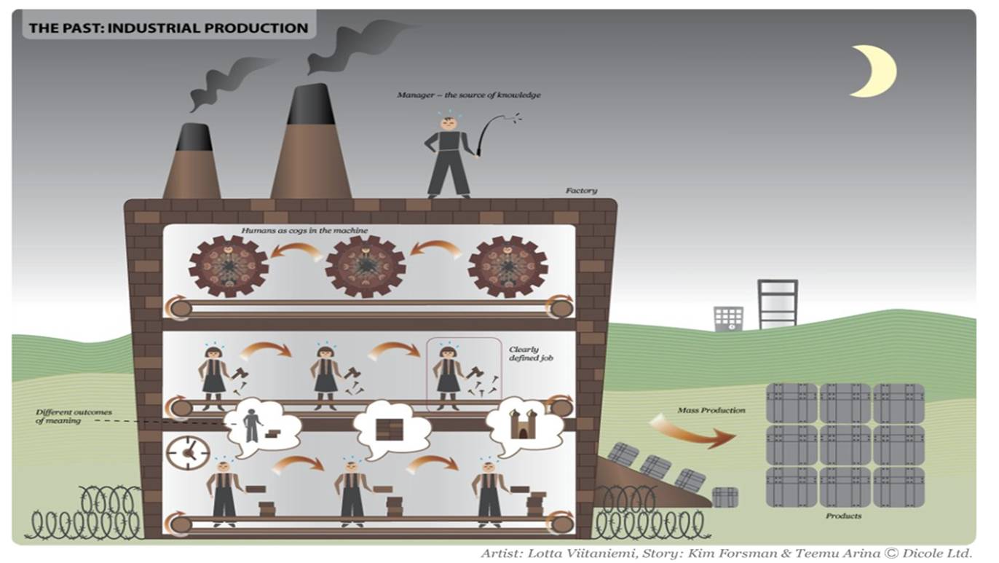 THE PAST: INDUSTRIAL PRODUCTION
Manager – the source of knowledge
Factory
Humans as cogs in the machine
Clearly
defined job
Different outcomes
of meaning
Mass Production
Products
Artist: Lotta Viitaniemi, Story: Kim Forsman & Teemu Arina © Dicole Ltd.